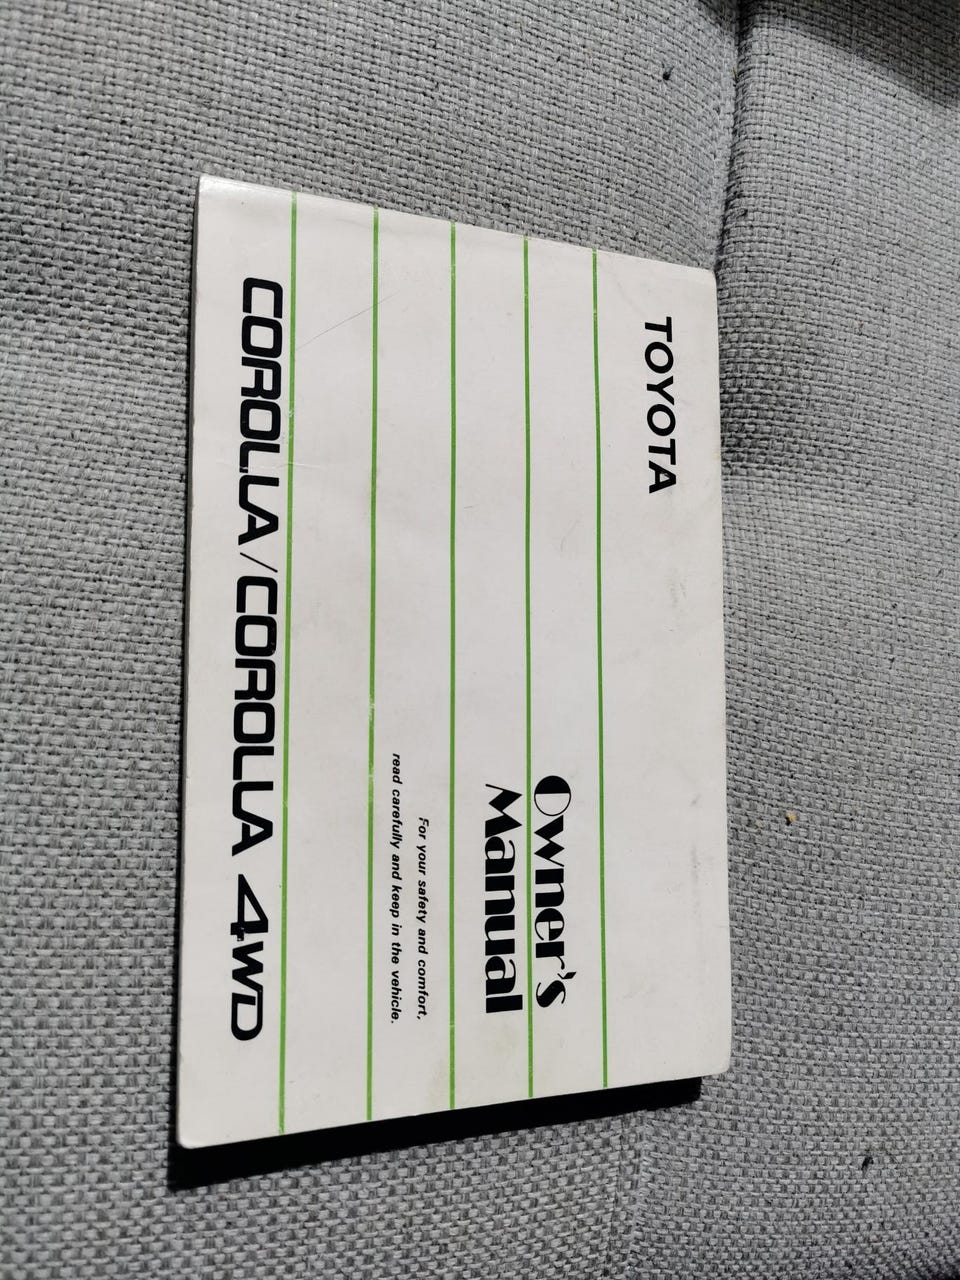 TOYOTA
Owner's
Manual
For your safety and comfort,
read carefully and keep in the vehicle.
COROLLA/COROLLA 4WD